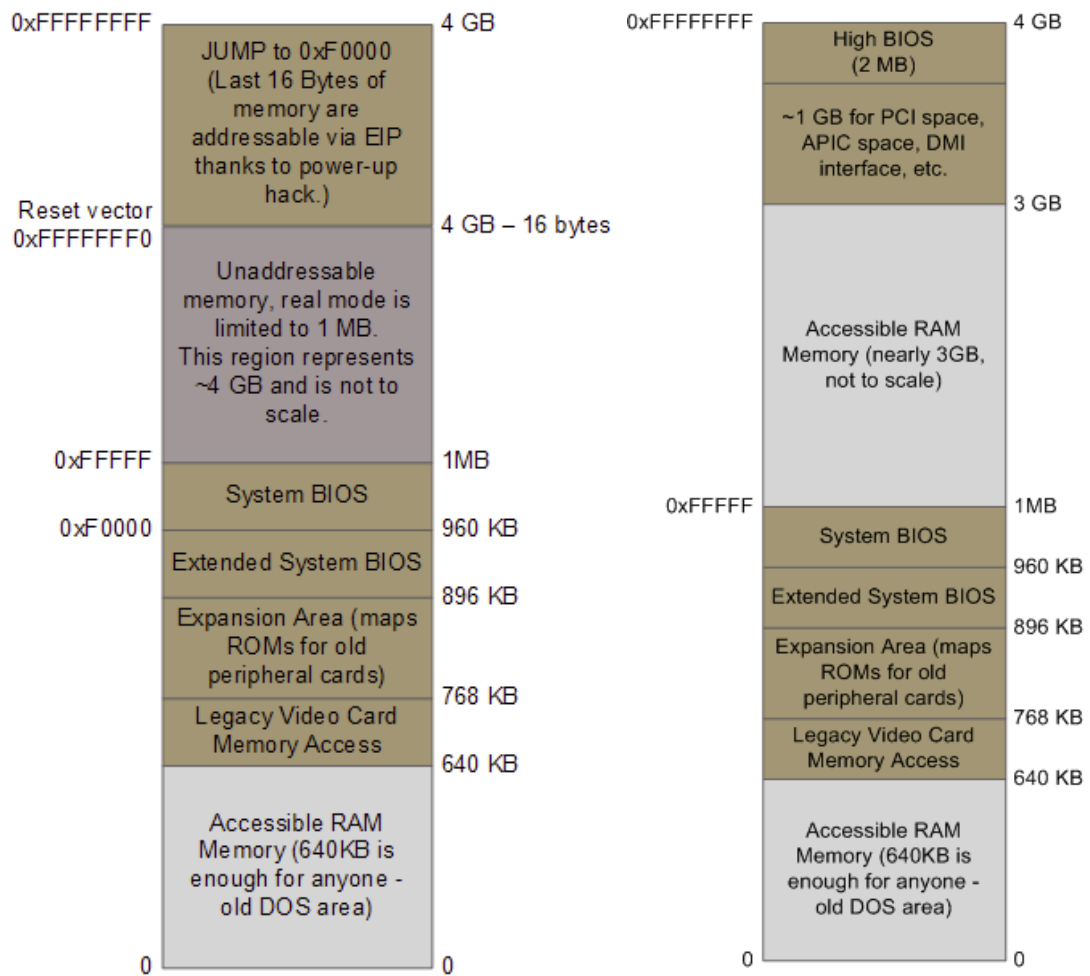 0xFFFFFFFF
4 GB
JUMP to 0xF0000
(Last 16 Bytes of
memory are
addressable via EIP
thanks to power-up
hack.)
Reset vector
0xFFFFFFF0
4 GB – 16 bytes
Unaddressable
memory, real mode is
limited to 1 MB.
This region represents
~4 GB and is not to
scale.
0xFFFFF
1MB
System BIOS
0xF0000
960 KB
Extended System BIOS
896 KB
Expansion Area (maps
ROMs for old
peripheral cards)
768 KB
Legacy Video Card
Memory Access
640 KB
Accessible RAM
Memory (640KB is
enough for anyone -
old DOS area)
0
0
0xFFFFFFFF
4 GB
High BIOS
(2 MB)
~1 GB for PCI space,
APIC space, DMI
interface, etc.
3 GB
Accessible RAM
Memory (nearly 3GB,
not to scale)
0xFFFFF
1MB
System BIOS
960 KB
Extended System BIOS
896 KB
Expansion Area (maps
ROMs for old
peripheral cards)
768 KB
Legacy Video Card
Memory Access
640 KB
Accessible RAM
Memory (640KB is
enough for anyone -
old DOS area)
0
0